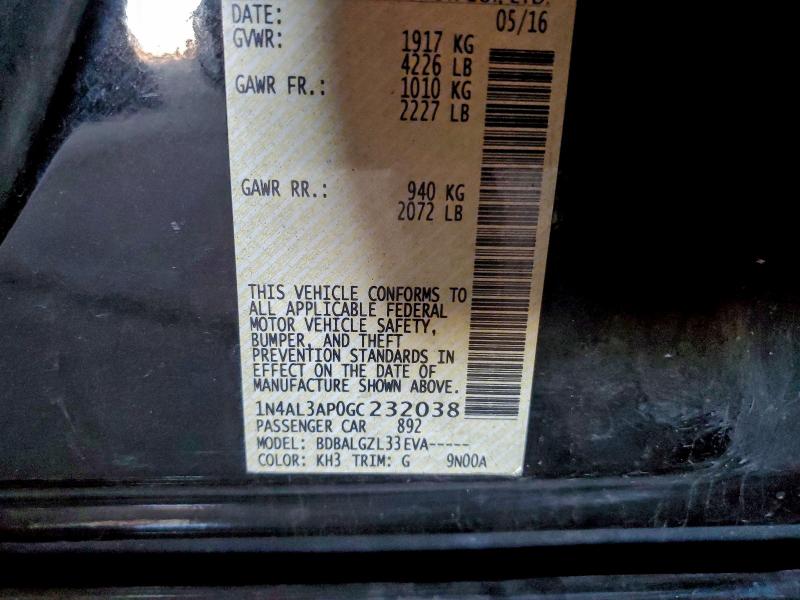 DATE: 05/16
GVWR: 1917 KG
4226 LB
GAWR FR.: 1010 KG
2227 LB
GAWR RR.: 940 KG
2072 LB
THIS VEHICLE CONFORMS TO
ALL APPLICABLE FEDERAL
MOTOR VEHICLE SAFETY,
BUMPER, AND THEFT
PREVENTION STANDARDS IN
EFFECT ON THE DATE OF
MANUFACTURE SHOWN ABOVE.
1N4AL3AP0GC232038
PASSENGER CAR 892
MODEL: BDBALGZL33EVA-----
COLOR: KH3 TRIM: G 9N00A